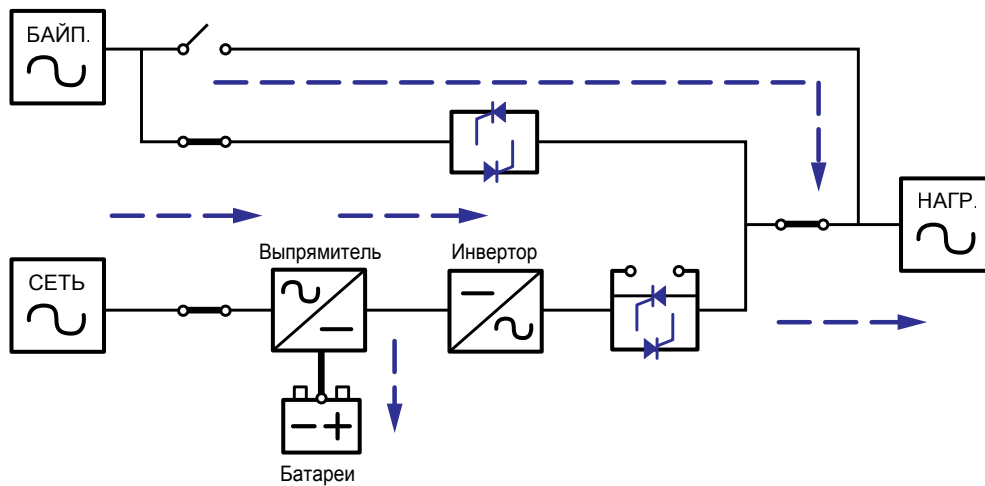 БАЙП.
НАГР.
Выпрямитель
Инвертор
СЕТЬ
Батареи